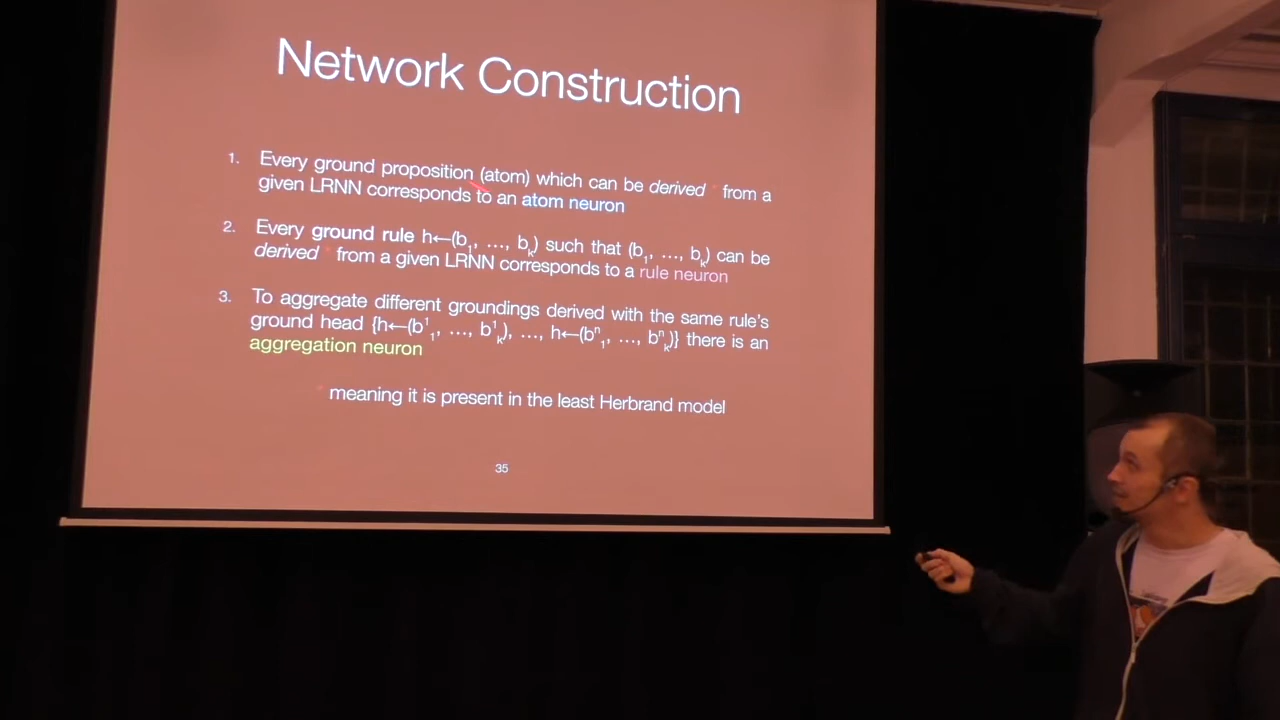 Network Construction
1. Every ground proposition (atom) which can be derived * from a
given LRNN corresponds to an atom neuron
2. Every ground rule h←(b₁, ..., bₖ) such that (b₁, ..., bₖ) can be
derived * from a given LRNN corresponds to a rule neuron
3. To aggregate different groundings derived with the same rule's
ground head {h←(b¹₁, ..., b¹ₖ), ..., h←(bⁿ₁, ..., bⁿₖ)} there is an
aggregation neuron
* meaning it is present in the least Herbrand model
35